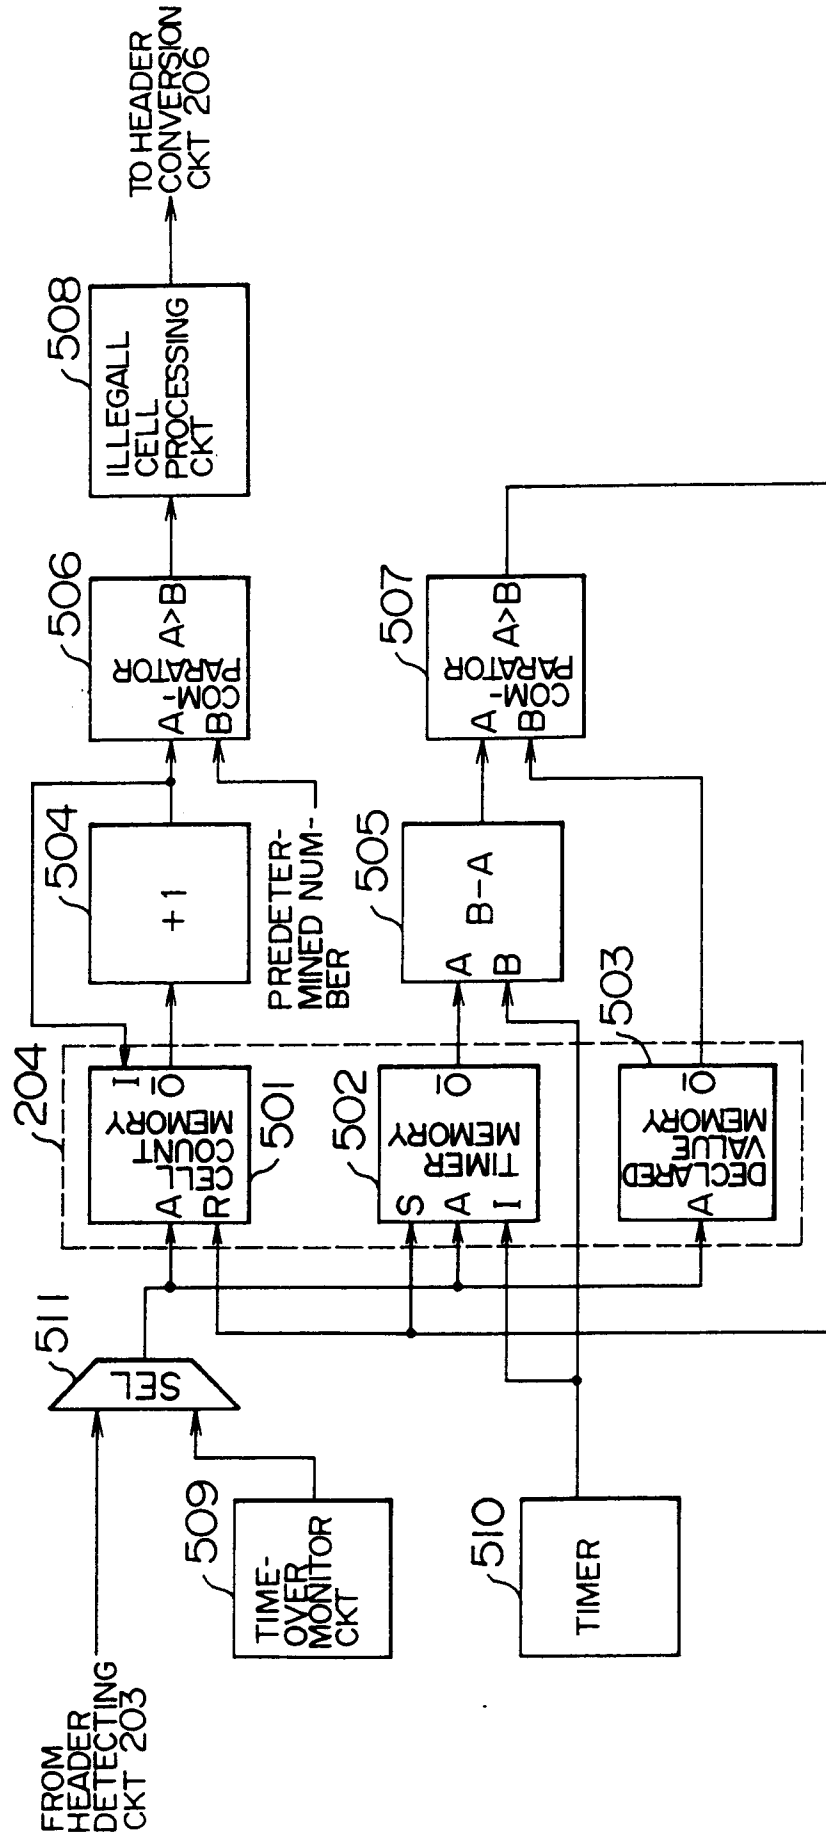 FROM
HEADER
DETECTING
CKT 203
TIME-
OVER
MONITOR
CKT
509
TIMER
510
SEL
511
204
CELL
COUNT
MEMORY
A
R
I
O
501
TIMER
MEMORY
S
A
I
O
502
DECLARED
VALUE
MEMORY
A
O
503
+1
504
B-A
A
B
505
PREDETER-
MINED NUM-
BER
COM-
PARATOR
A
B
A>B
506
COM-
PARATOR
A
B
A>B
507
ILLEGALL
CELL
PROCESSING
CKT
508
TO HEADER
CONVERSION
CKT 206